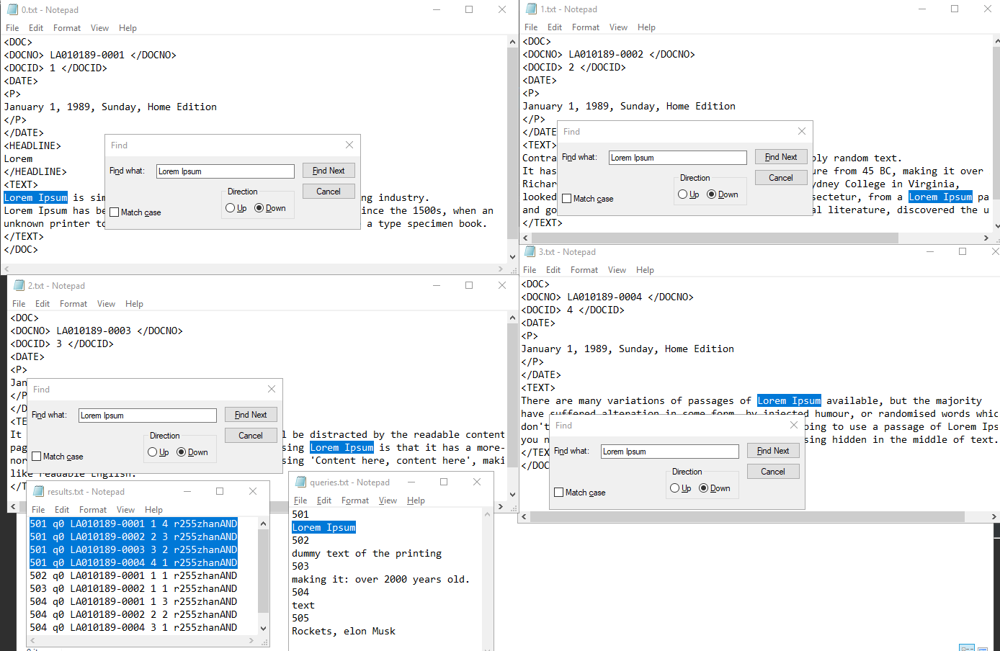 0.txt - Notepad
File Edit Format View Help
<DOC>
<DOCNO> LA010189-0001 </DOCNO>
<DOCID> 1 </DOCID>
<DATE>
<P>
January 1, 1989, Sunday, Home Edition
</P>
</DATE>
<HEADLINE>
Lorem
</HEADLINE>
<TEXT>
Lorem Ipsum is sim ng industry.
Lorem Ipsum has be ince the 1500s, when an
unknown printer to a type specimen book.
</TEXT>
</DOC>
Find
Find what: Lorem Ipsum Find Next
Cancel
Direction
Match case Up Down
1.txt - Notepad
File Edit Format View Help
<DOC>
<DOCNO> LA010189-0002 </DOCNO>
<DOCID> 2 </DOCID>
<DATE>
<P>
January 1, 1989, Sunday, Home Edition
</P>
</DATE
<TEXT>
Contra bly random text.
It has ure from 45 BC, making it over
Richar ydney College in Virginia,
looked sectetur, from a Lorem Ipsum pa
and go al literature, discovered the u
</TEXT>
Find
Find what: Lorem Ipsum Find Next
Cancel
Direction
Match case Up Down
2.txt - Notepad
File Edit Format View Help
<DOC>
<DOCNO> LA010189-0003 </DOCNO>
<DOCID> 3 </DOCID>
<DATE>
<P>
Jan
</P
</D
<TE
It l be distracted by the readable content
pag sing Lorem Ipsum is that it has a more-
nor sing 'Content here, content here', maki
like readable English.
</T
Find
Find what: Lorem Ipsum Find Next
Cancel
Direction
Match case Up Down
3.txt - Notepad
File Edit Format View Help
<DOC>
<DOCNO> LA010189-0004 </DOCNO>
<DOCID> 4 </DOCID>
<DATE>
<P>
January 1, 1989, Sunday, Home Edition
</P>
</DATE>
<TEXT>
There are many variations of passages of Lorem Ipsum available, but the majority
have suffered alteration in some form, by injected humour, or randomised words whic
don't oing to use a passage of Lorem Ips
you n sing hidden in the middle of text.
</TEX
</DOC
Find
Find what: Lorem Ipsum Find Next
Cancel
Direction
Match case Up Down
results.txt - Notepad
File Edit Format View Help
501 q0 LA010189-0001 1 4 r255zhanAND
501 q0 LA010189-0002 2 3 r255zhanAND
501 q0 LA010189-0003 3 2 r255zhanAND
501 q0 LA010189-0004 4 1 r255zhanAND
502 q0 LA010189-0001 1 1 r255zhanAND
503 q0 LA010189-0002 1 1 r255zhanAND
504 q0 LA010189-0001 1 3 r255zhanAND
504 q0 LA010189-0002 2 2 r255zhanAND
504 q0 LA010189-0004 3 1 r255zhanAND
queries.txt - Notepad
File Edit Format View Help
501
Lorem Ipsum
502
dummy text of the printing
503
making it: over 2000 years old.
504
text
505
Rockets, elon Musk